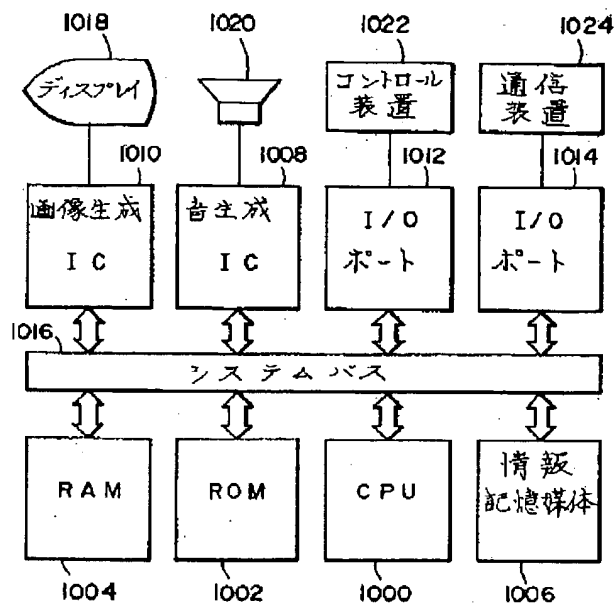 1018
1020
1022
1024
ディスプレイ
コントロール
装置
通信
装置
1010
1008
1012
1014
画像生成
IC
音生成
IC
I/O
ポート
I/O
ポート
1016
システムバス
RAM
ROM
CPU
情報
記憶媒体
1004
1002
1000
1006